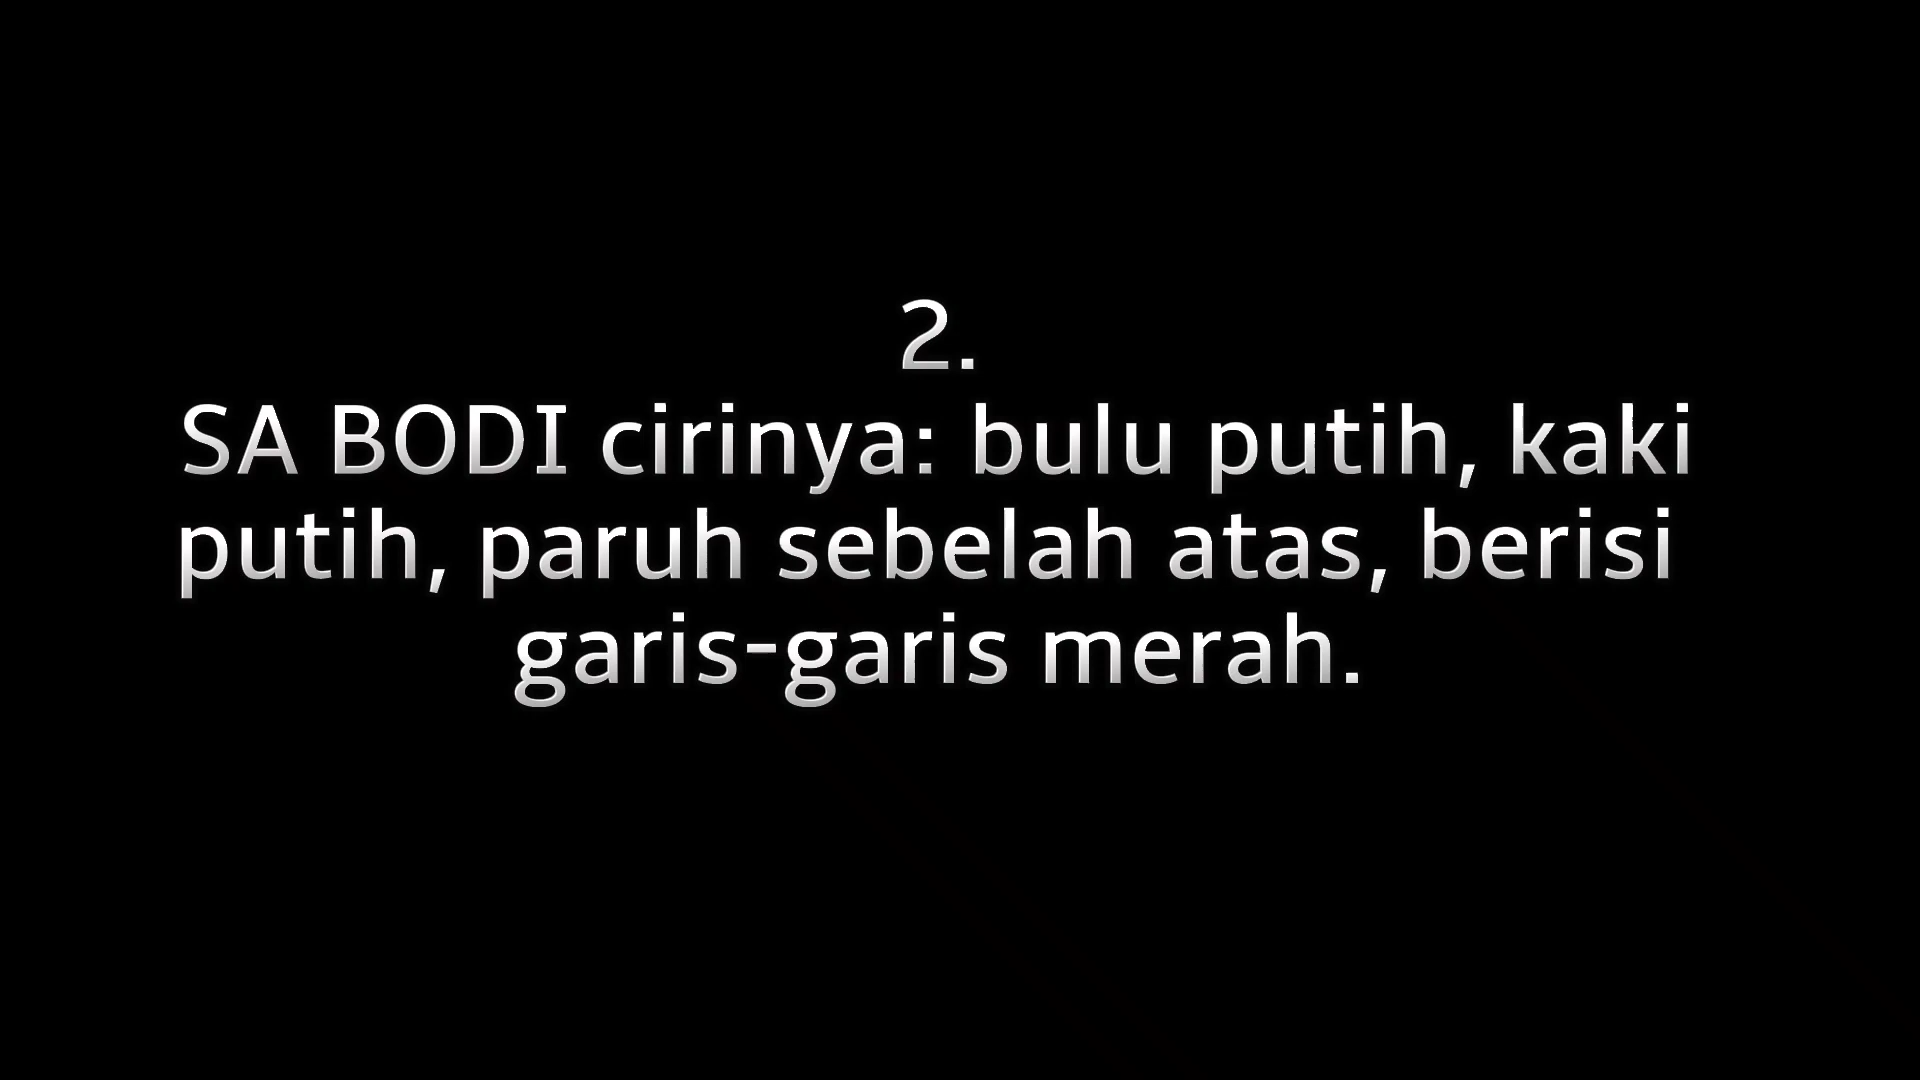 2.
SA BODI cirinya: bulu putih, kaki
putih, paruh sebelah atas, berisi
garis-garis merah.